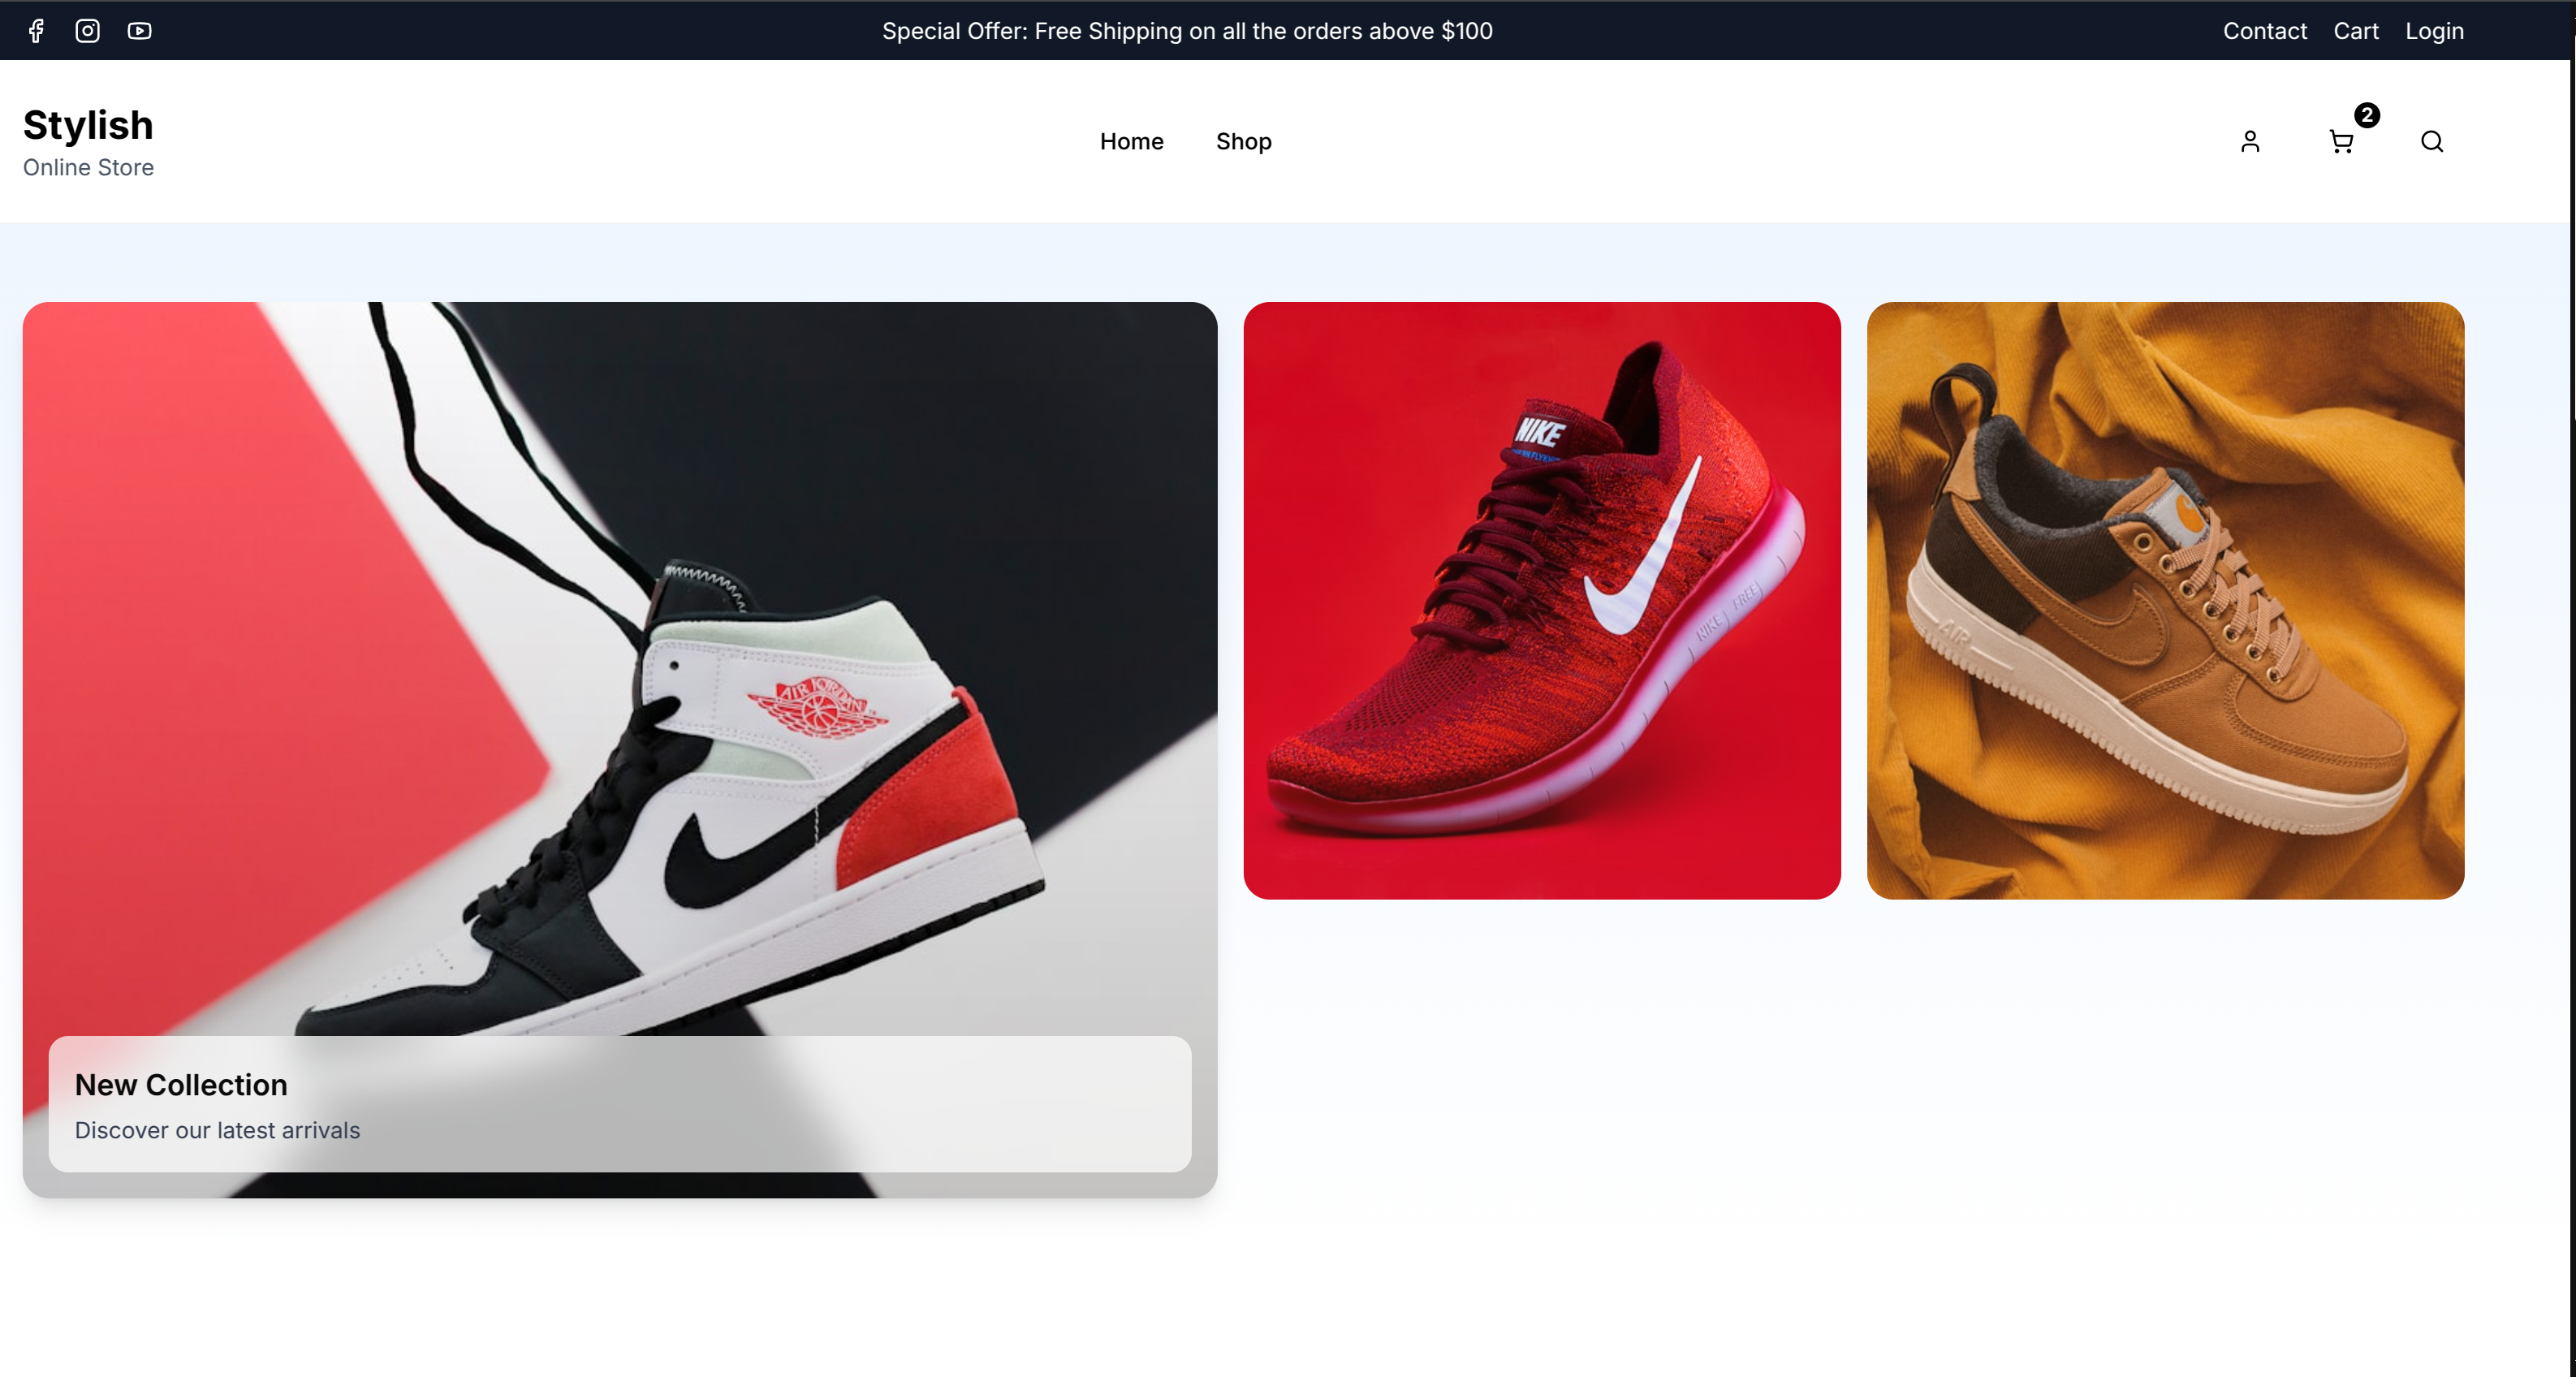 Special Offer: Free Shipping on all the orders above $100
Contact Cart Login
Stylish
Online Store
Home Shop
2
AIR JORDAN
NIKE
NIKE FREE
AIR
New Collection
Discover our latest arrivals